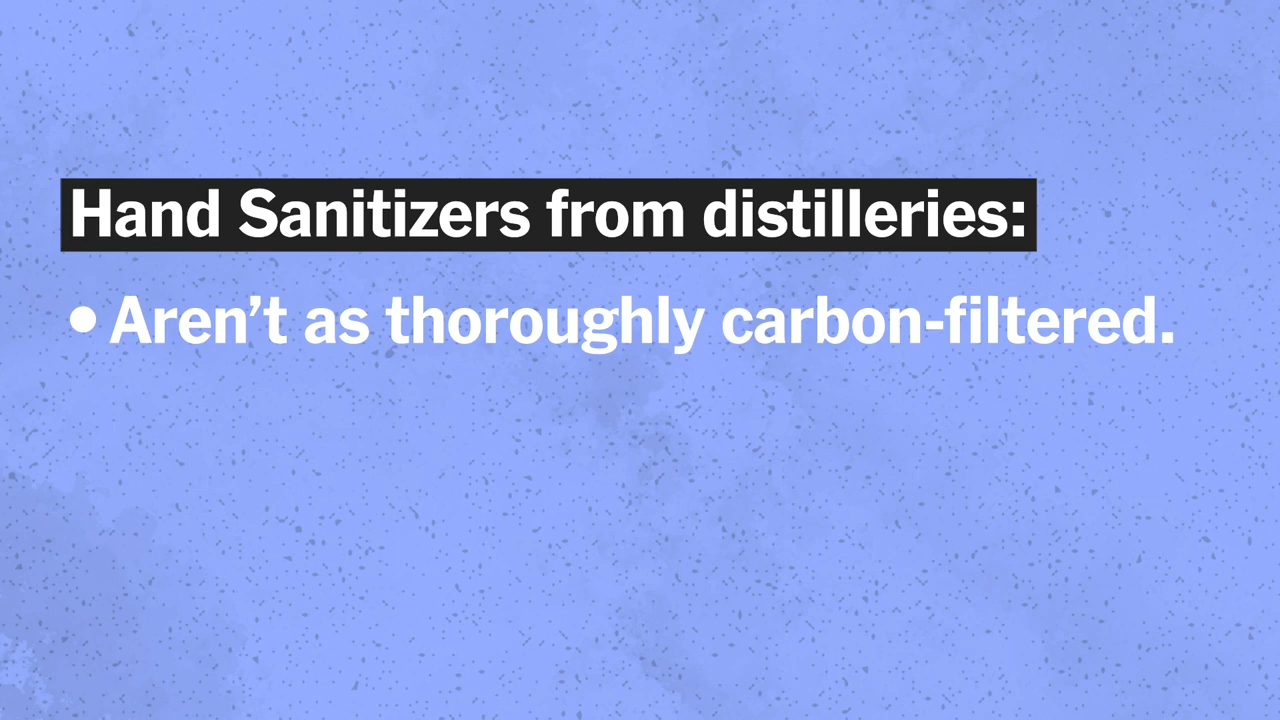 Hand Sanitizers from distilleries:
• Aren’t as thoroughly carbon-filtered.